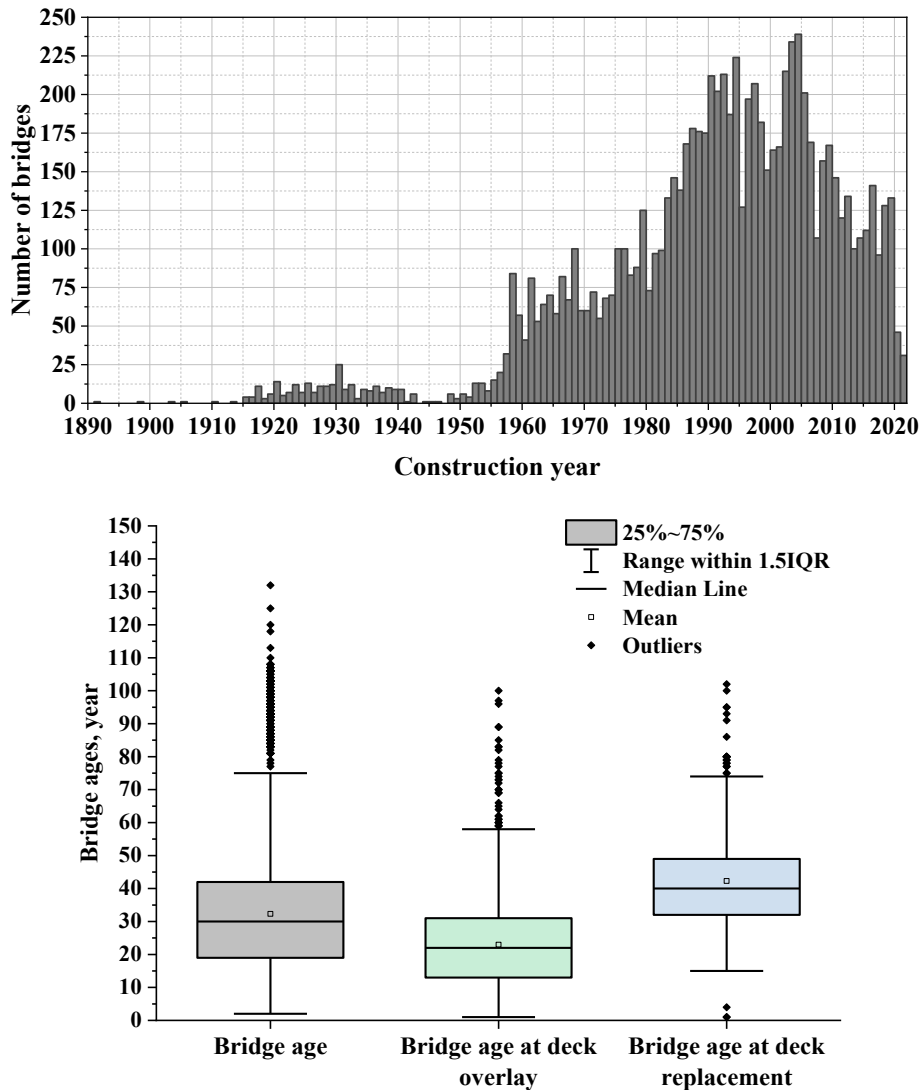 250
225
200
175
150
125
100
75
50
25
0
Number of bridges
1890 1900 1910 1920 1930 1940 1950 1960 1970 1980 1990 2000 2010 2020
Construction year
150
140
130
120
110
100
90
80
70
60
50
40
30
20
10
0
Bridge ages, year
25%~75%
Range within 1.5IQR
Median Line
Mean
Outliers
Bridge age
Bridge age at deck
overlay
Bridge age at deck
replacement